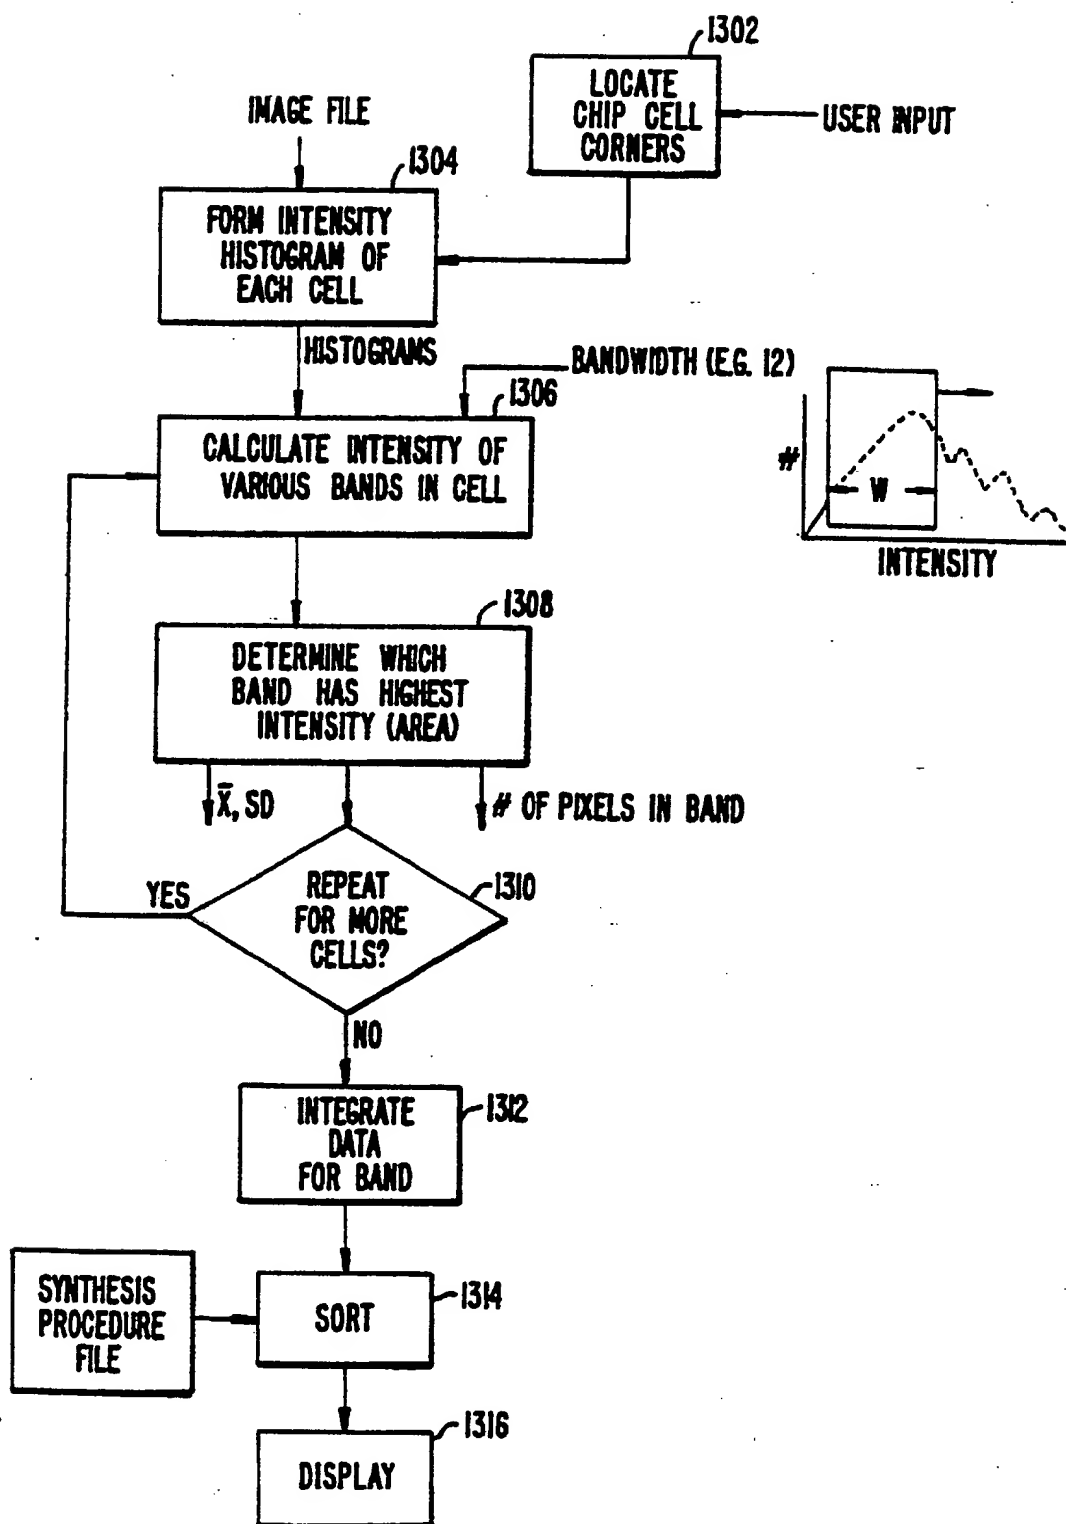 1302
LOCATE
CHIP CELL
CORNERS
USER INPUT
IMAGE FILE
1304
FORM INTENSITY
HISTOGRAM OF
EACH CELL
HISTOGRAMS
BANDWIDTH (E.G. 12)
1306
CALCULATE INTENSITY OF
VARIOUS BANDS IN CELL
#
W
INTENSITY
1308
DETERMINE WHICH
BAND HAS HIGHEST
INTENSITY (AREA)
X̄, SD
# OF PIXELS IN BAND
1310
YES
REPEAT
FOR MORE
CELLS?
NO
1312
INTEGRATE
DATA
FOR BAND
SYNTHESIS
PROCEDURE
FILE
1314
SORT
1316
DISPLAY